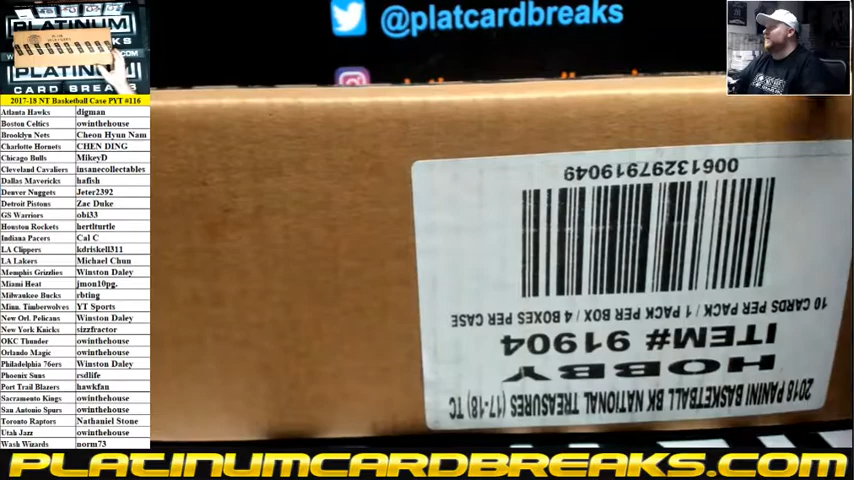 @platcardbreaks
PLATINUM
PLATINUM
CARD BREAKS
2017-18 NT Basketball Case PYT #116
Atlanta Hawks digman
Boston Celtics owinthehouse
Brooklyn Nets Cheon Hyun Nam
Charlotte Hornets CHEN DING
Chicago Bulls MikeyD
Cleveland Cavaliers insanecollectables
Dallas Mavericks hafish
Denver Nuggets Jeter2392
Detroit Pistons Zac Duke
GS Warriors obi33
Houston Rockets hertlturtle
Indiana Pacers Cal C
LA Clippers kdriskell311
LA Lakers Michael Chun
Memphis Grizzlies Winston Daley
Miami Heat jmon10pg.
Milwaukee Bucks rbting
Minn. Timberwolves YT Sports
New Orl. Pelicans Winston Daley
New York Knicks sizzfractor
OKC Thunder owinthehouse
Orlando Magic owinthehouse
Philadelphia 76ers Winston Daley
Phoenix Suns rsdlife
Port Trail Blazers hawkfan
Sacramento Kings owinthehouse
San Antonio Spurs owinthehouse
Toronto Raptors Nathaniel Stone
Utah Jazz owinthehouse
Wash Wizards norm73
2018 PANINI BASKETBALL BK NATIONAL TREASURES (17-18) TC
HOBBY
ITEM# 91904
10 CARDS PER PACK / 1 PACK PER BOX / 4 BOXES PER CASE
00613297919049
PLATINUMCARDBREAKS.COM